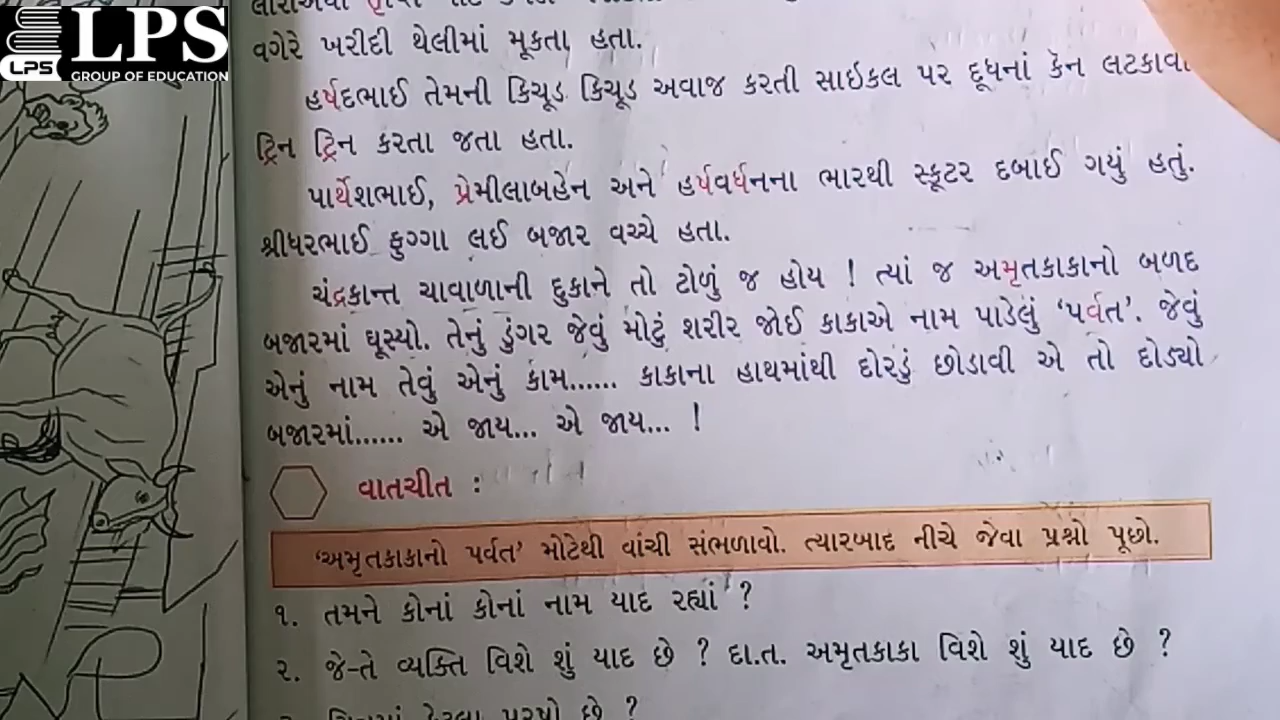 LPS
LPS
GROUP OF EDUCATION
વગેરે ખરીદી થેલીમાં મૂકતા હતા.
હર્ષદભાઈ તેમની કિચૂડ કિચૂડ અવાજ કરતી સાઇકલ પર દૂધનાં કૅન લટકાવી
ટ્રિન ટ્રિન કરતા જતા હતા.
પાર્થેશભાઈ, પ્રેમીલાબહેન અને હર્ષવર્ધનના ભારથી સ્કૂટર દબાઈ ગયું હતું.
શ્રીધરભાઈ ફુગ્ગા લઈ બજાર વચ્ચે હતા.
ચંદ્રકાન્ત ચાવાળાની દુકાને તો ટોળું જ હોય ! ત્યાં જ અમૃતકાકાનો બળદ
બજારમાં ઘૂસ્યો. તેનું ડુંગર જેવું મોટું શરીર જોઈ કાકાએ નામ પાડેલું ‘પર્વત’. જેવું
એનું નામ તેવું એનું કામ...... કાકાના હાથમાંથી દોરડું છોડાવી એ તો દોડ્યો
બજારમાં...... એ જાય... એ જાય... !
વાતચીત :
‘અમૃતકાકાનો પર્વત’ મોટેથી વાંચી સંભળાવો. ત્યારબાદ નીચે જેવા પ્રશ્નો પૂછો.
૧. તમને કોનાં કોનાં નામ યાદ રહ્યાં ?
૨. જે-તે વ્યક્તિ વિશે શું યાદ છે ? દા.ત. અમૃતકાકા વિશે શું યાદ છે ?